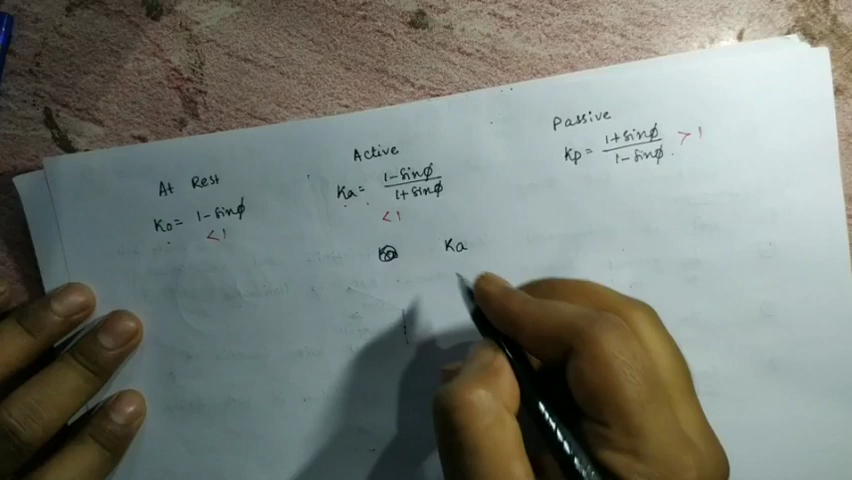 At Rest
Ko = 1 - sinϕ
< 1
Active
Ka = 1 - sinϕ / 1 + sinϕ
< 1
Passive
Kp = 1 + sinϕ / 1 - sinϕ. > 1
Ka